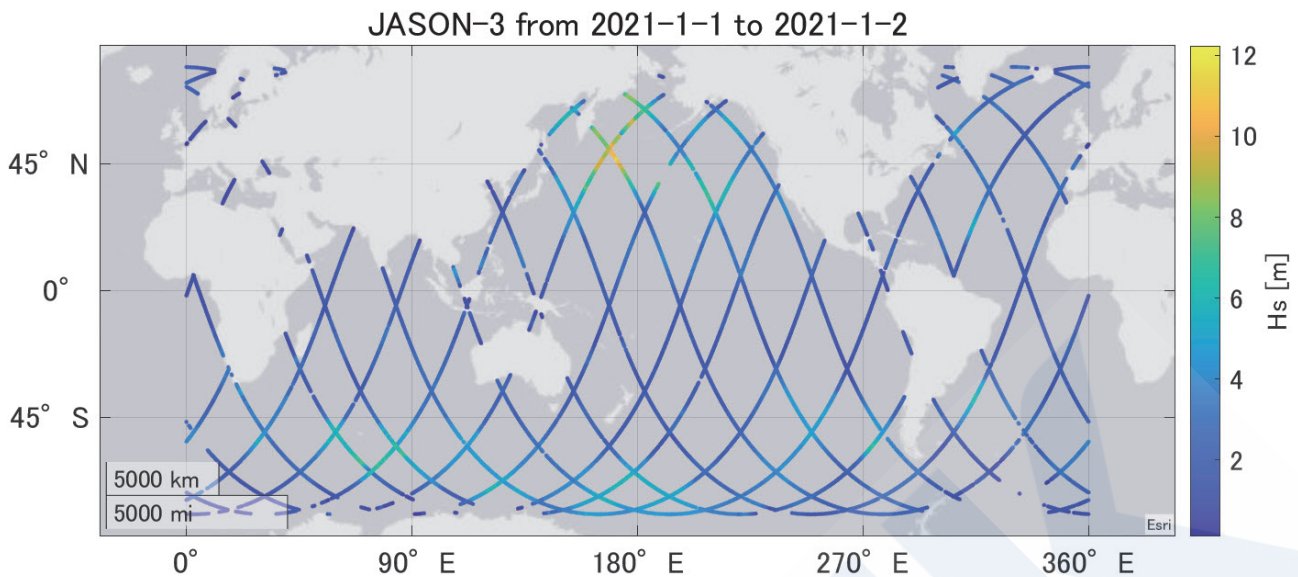 JASON-3 from 2021-1-1 to 2021-1-2
45° N
0°
45° S
5000 km
5000 mi
Esri
0°
90° E
180° E
270° E
360° E
12
10
8
6
4
2
Hs [m]